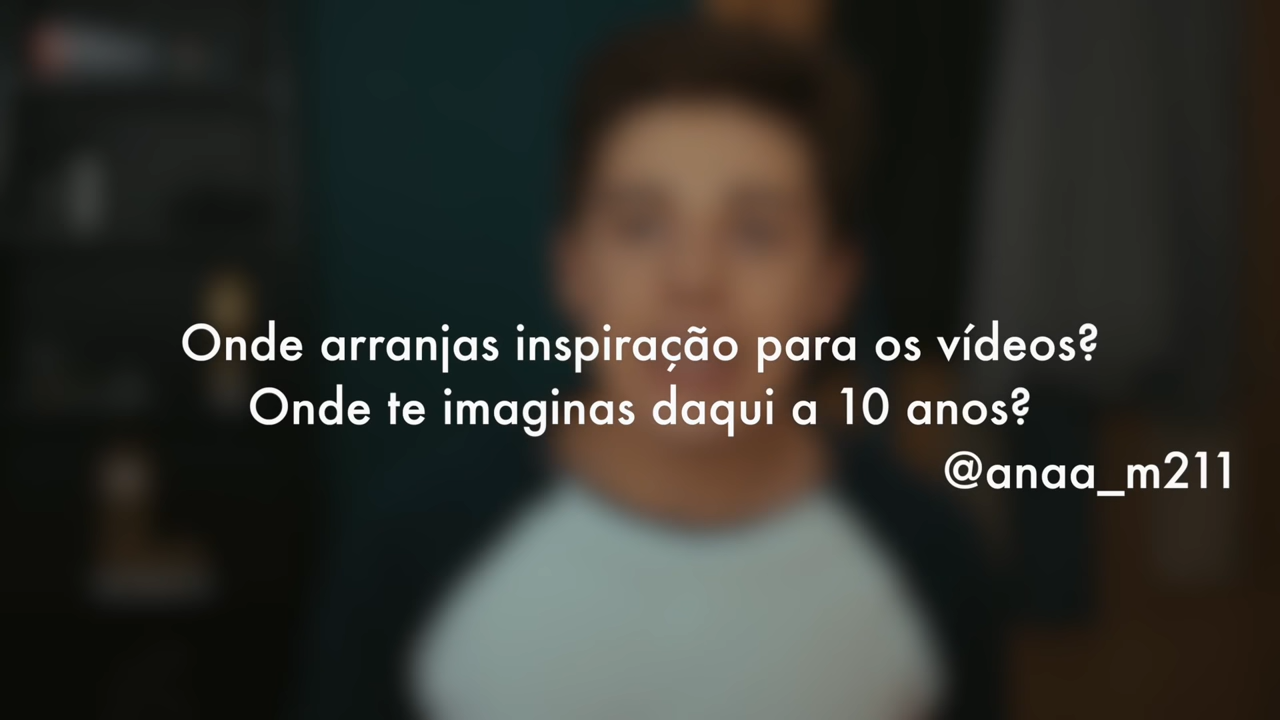 Onde arranjas inspiração para os vídeos?
Onde te imaginas daqui a 10 anos?
@anaa_m211